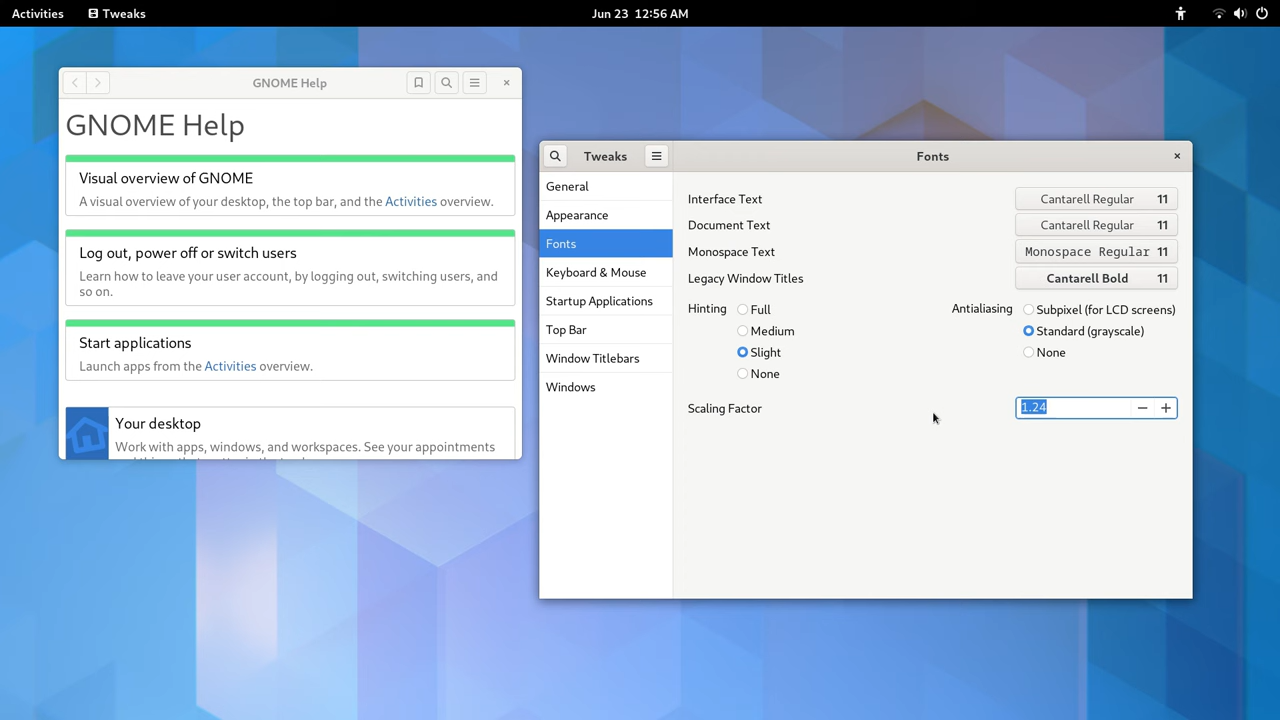 Activities
Tweaks
Jun 23 12:56 AM
GNOME Help
GNOME Help
Visual overview of GNOME
A visual overview of your desktop, the top bar, and the Activities overview.
Log out, power off or switch users
Learn how to leave your user account, by logging out, switching users, and
so on.
Start applications
Launch apps from the Activities overview.
Your desktop
Work with apps, windows, and workspaces. See your appointments
Tweaks
Fonts
General
Appearance
Fonts
Keyboard & Mouse
Startup Applications
Top Bar
Window Titlebars
Windows
Interface Text
Cantarell Regular 11
Document Text
Cantarell Regular 11
Monospace Text
Monospace Regular 11
Legacy Window Titles
Cantarell Bold 11
Hinting
Full
Medium
Slight
None
Antialiasing
Subpixel (for LCD screens)
Standard (grayscale)
None
Scaling Factor
1.24